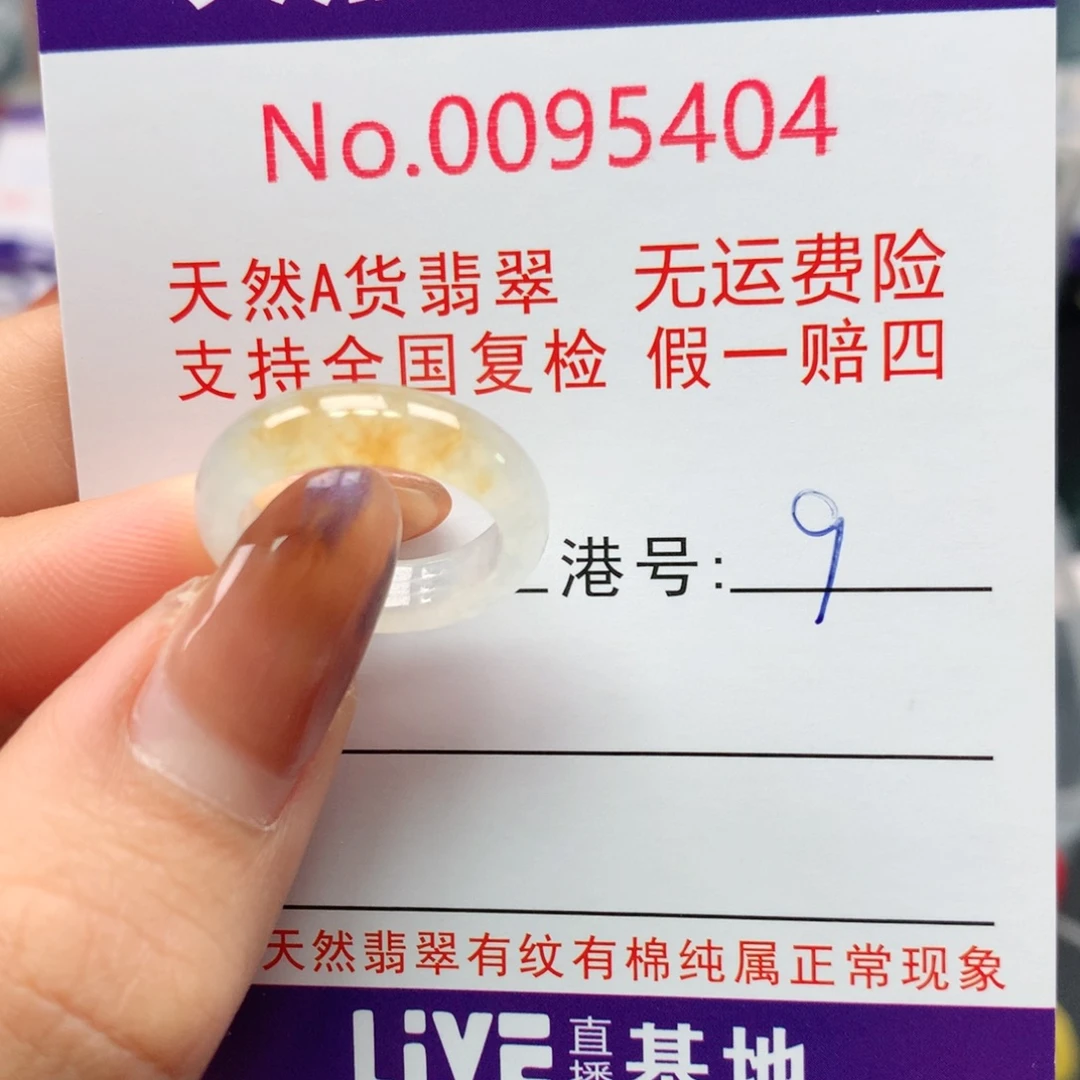 No.0095404
天然A货翡翠 无运费险
支持全国复检 假一赔四
港号: 9
天然翡翠有纹有棉纯属正常现象
LiVE 直播 基地